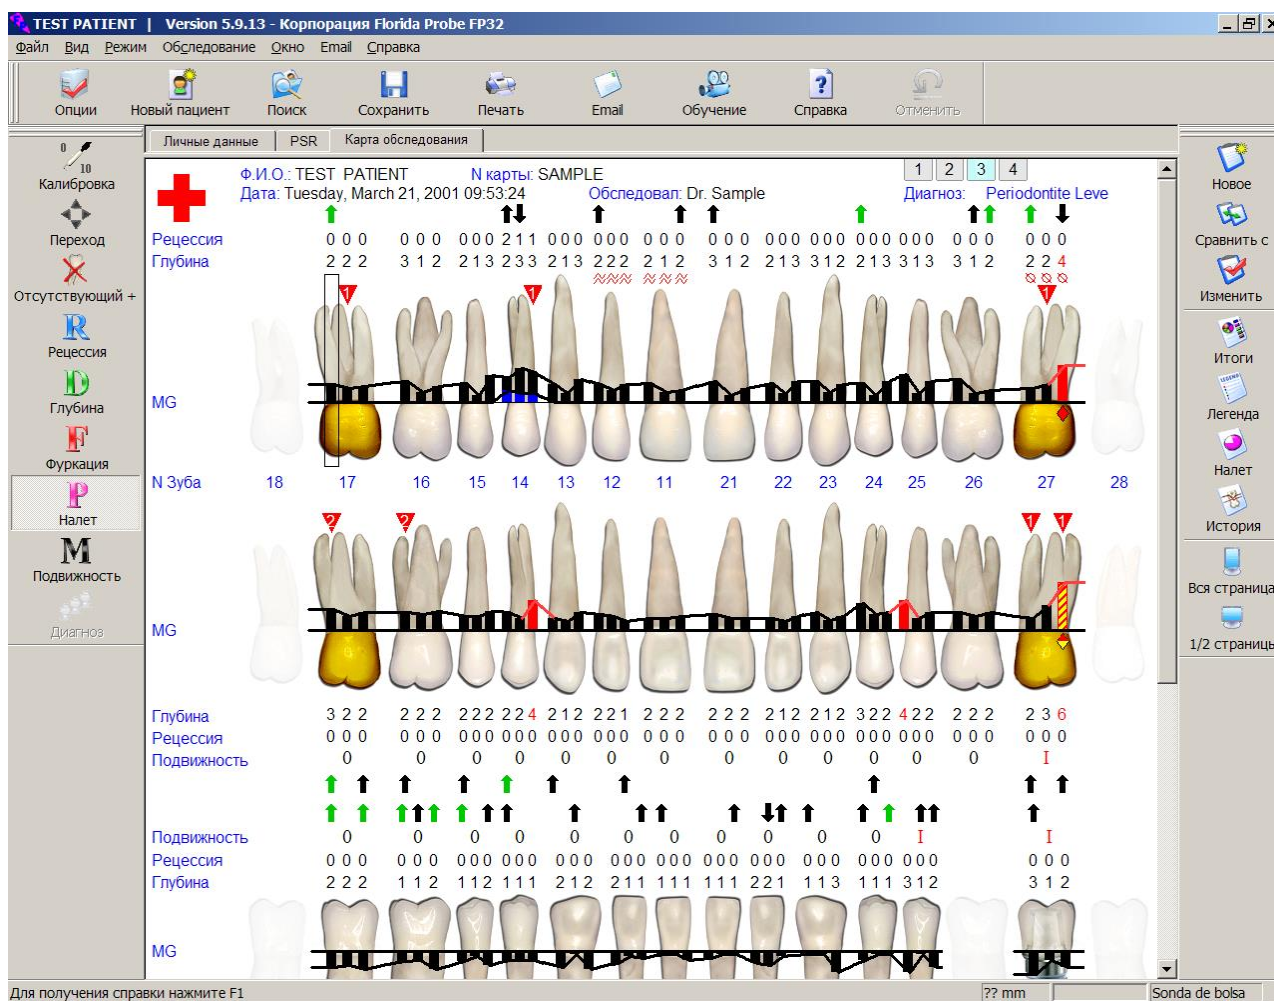 TEST PATIENT | Version 5.9.13 - Корпорация Florida Probe FP32
Файл Вид Режим Обследование Окно Email Справка
Опции Новый пациент Поиск Сохранить Печать Email Обучение Справка Отменить
Личные данные PSR Карта обследования
0
10
Калибровка
Переход
Отсутствующий +
R
Рецессия
D
Глубина
F
Фуркация
P
Налет
M
Подвижность
Диагноз
Ф.И.О.: TEST PATIENT N карты: SAMPLE 1 2 3 4
Дата: Tuesday, March 21, 2001 09:53:24 Обследовал: Dr. Sample Диагноз: Periodontite Leve
Рецессия 0 0 0 0 0 0 0 0 0 2 1 1 0 0 0 0 0 0 0 0 0 0 0 0 0 0 0 0 0 0 0 0 0 0 0 0 0 0 0 0 0 0
Глубина 2 2 2 3 1 2 2 1 3 2 3 3 2 1 3 2 2 2 2 1 2 3 1 2 2 1 3 3 1 2 2 1 3 3 1 3 3 1 2 2 2 4
1 1 1
MG
N Зуба 18 17 16 15 14 13 12 11 21 22 23 24 25 26 27 28
2 2 1 1
MG
Глубина 3 2 2 2 2 2 2 2 2 2 2 4 2 1 2 2 2 1 2 2 2 2 2 2 2 1 2 2 1 2 3 2 2 4 2 2 2 2 2 2 3 6
Рецессия 0 0 0 0 0 0 0 0 0 0 0 0 0 0 0 0 0 0 0 0 0 0 0 0 0 0 0 0 0 0 0 0 0 0 0 0 0 0 0 0 0 0
Подвижность 0 0 0 0 0 0 0 0 0 0 0 0 0 I
Подвижность 0 0 0 0 0 0 0 0 0 0 0 I I
Рецессия 0 0 0 0 0 0 0 0 0 0 0 0 0 0 0 0 0 0 0 0 0 0 0 0 0 0 0 0 0 0 0 0 0 0 0 0 0 0 0
Глубина 2 2 2 1 1 2 1 1 2 1 1 1 2 1 2 2 1 1 1 1 1 1 1 1 2 2 1 1 1 3 1 1 1 3 1 2 3 1 2
MG
Новое
Сравнить с
Изменить
Итоги
Легенда
Налет
История
Вся страница
1/2 страницы
Для получения справки нажмите F1 ?? mm Sonda de bolsa